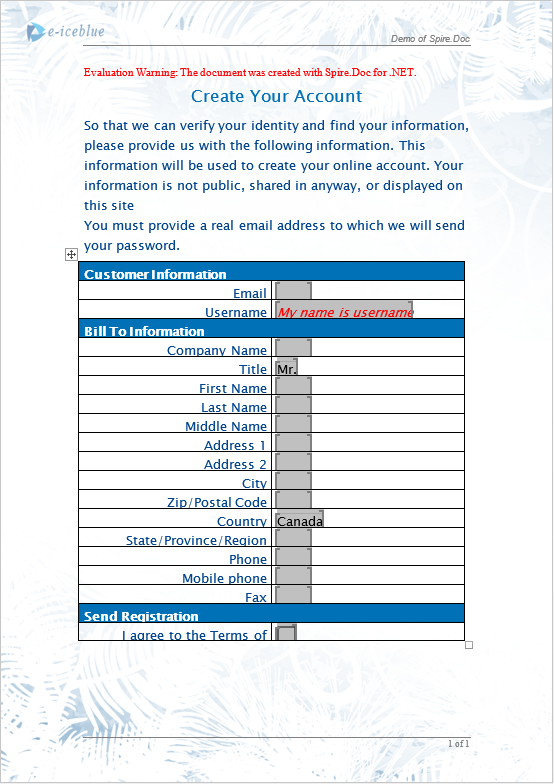 e-iceblue
Demo of Spire.Doc
Evaluation Warning: The document was created with Spire.Doc for .NET.
Create Your Account
So that we can verify your identity and find your information,
please provide us with the following information. This
information will be used to create your online account. Your
information is not public, shared in anyway, or displayed on
this site
You must provide a real email address to which we will send
your password.
Customer Information
Email
Username My name is username
Bill To Information
Company Name
Title Mr.
First Name
Last Name
Middle Name
Address 1
Address 2
City
Zip/Postal Code
Country Canada
State/Province/Region
Phone
Mobile phone
Fax
Send Registration
I agree to the Terms of
1 of 1